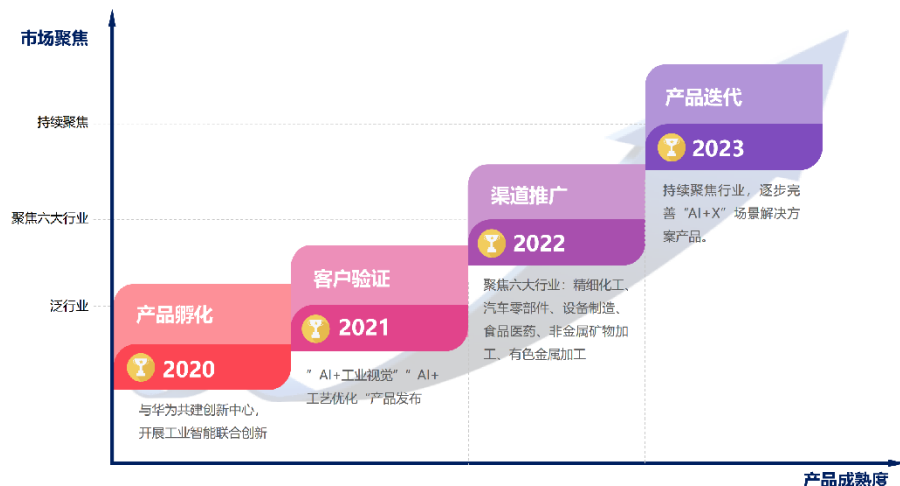 市场聚焦
持续聚焦
聚焦六大行业
泛行业
产品孵化
2020
与华为共建创新中心，
开展工业智能联合创新
客户验证
2021
”AI+工业视觉”“AI+
工艺优化“产品发布
渠道推广
2022
聚焦六大行业：精细化工、
汽车零部件、设备制造、
食品医药、非金属矿物加
工、有色金属加工
产品迭代
2023
持续聚焦行业，逐步完
善“AI+X”场景解决方
案产品。
产品成熟度